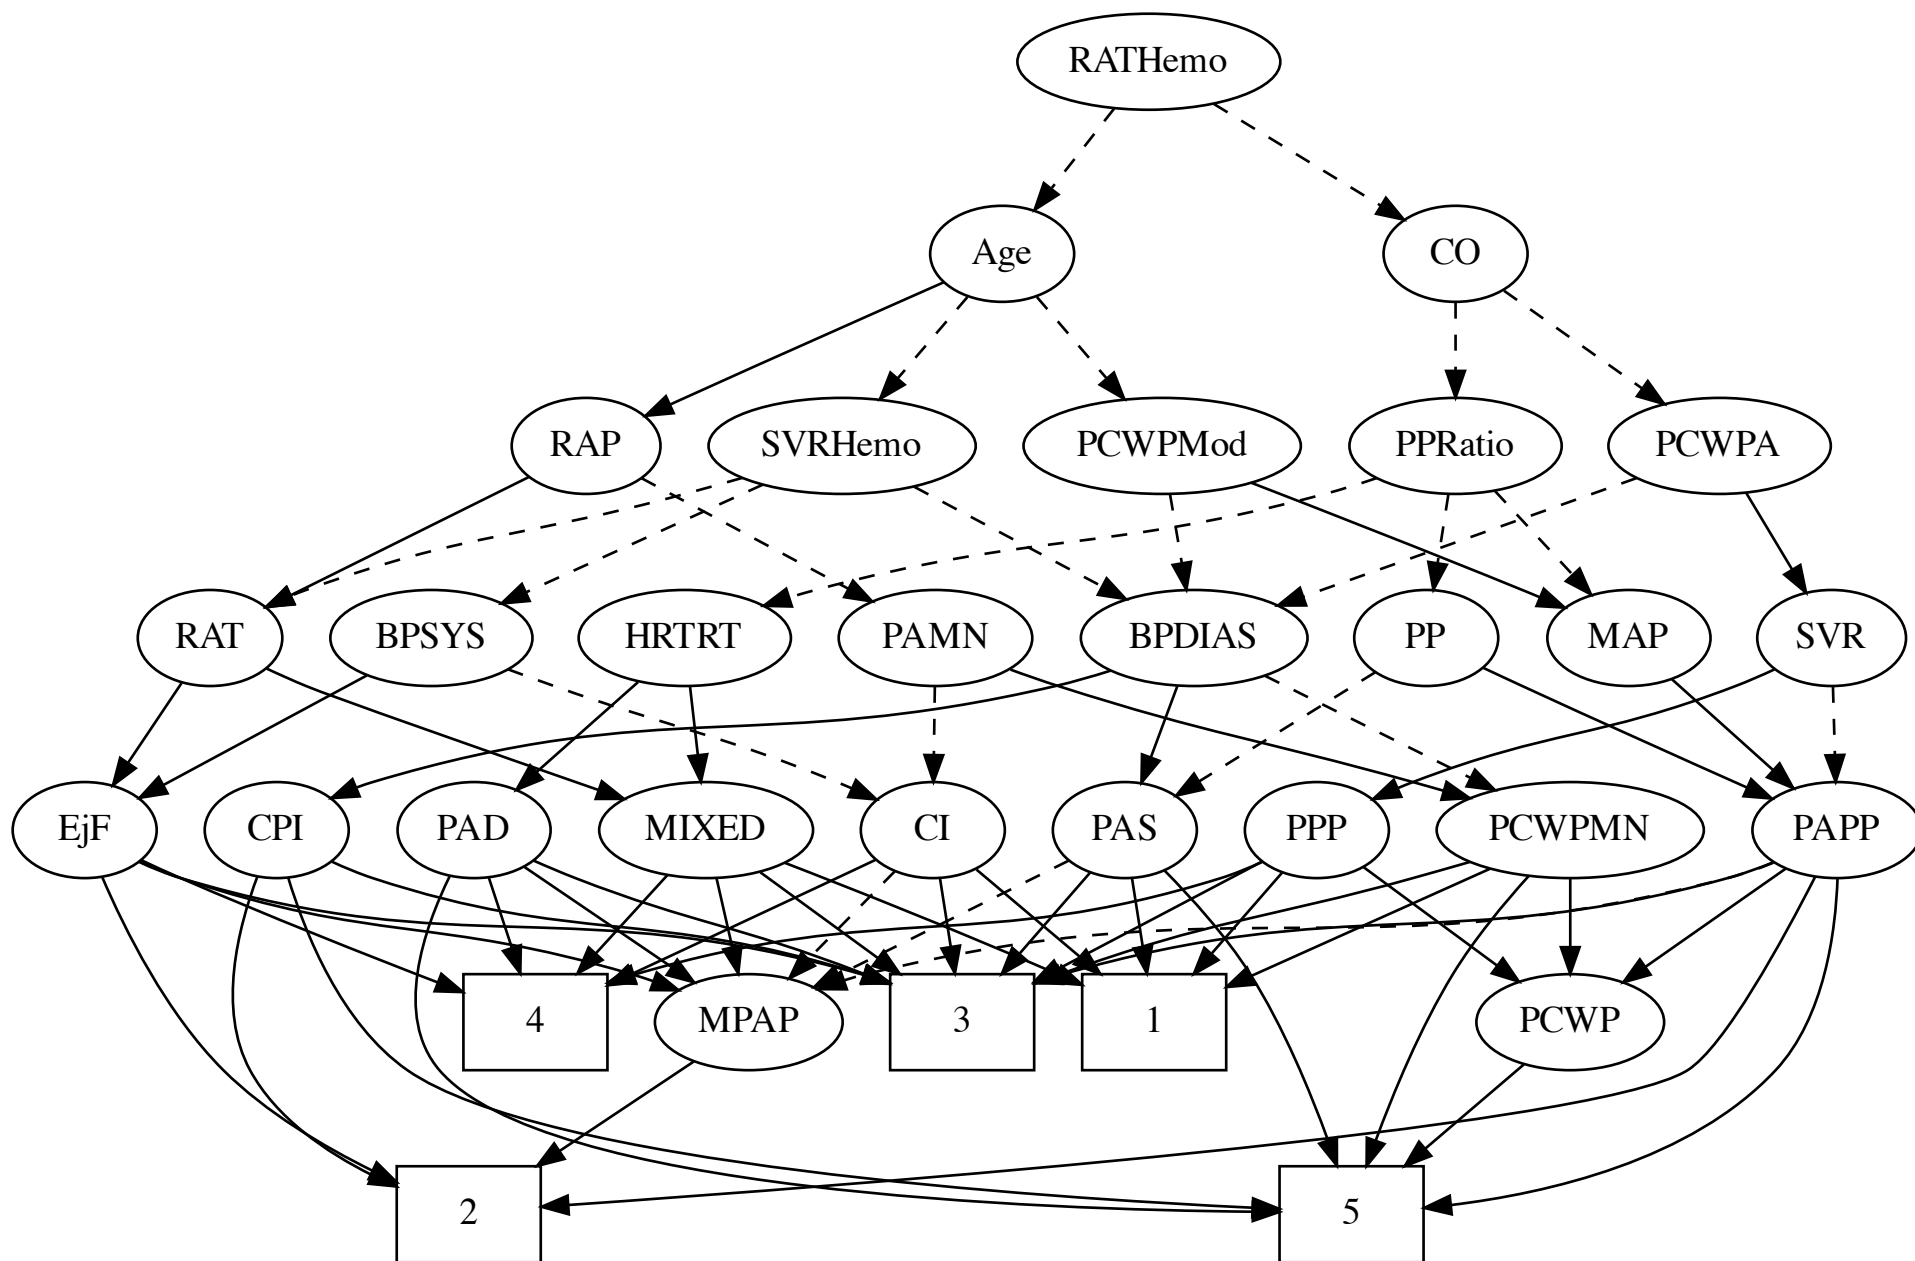 RATHemo
Age
CO
RAP
SVRHemo
PCWPMod
PPRatio
PCWPA
RAT
BPSYS
HRTRT
PAMN
BPDIAS
PP
MAP
SVR
EjF
CPI
PAD
MIXED
CI
PAS
PPP
PCWPMN
PAPP
4
MPAP
3
1
PCWP
2
5